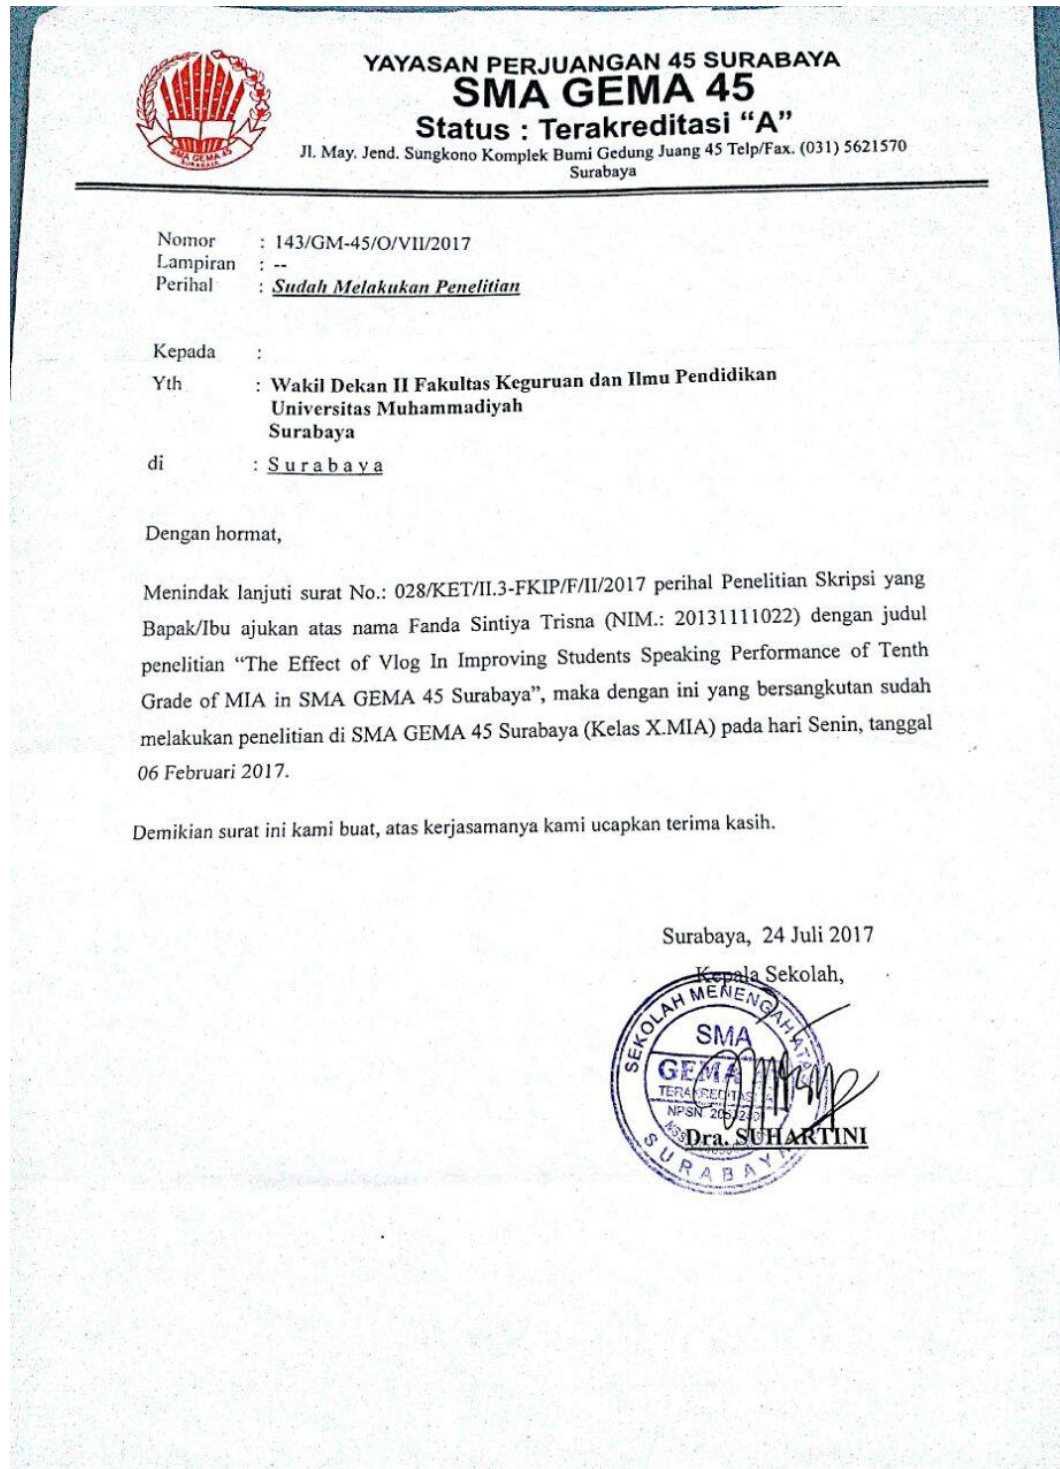 YAYASAN PERJUANGAN 45 SURABAYA
SMA GEMA 45
Status : Terakreditasi “A”
Jl. May. Jend. Sungkono Komplek Bumi Gedung Juang 45 Telp/Fax. (031) 5621570
Surabaya
SMA GEMA 45
SURABAYA
Nomor : 143/GM-45/O/VII/2017
Lampiran : --
Perihal : Sudah Melakukan Penelitian
Kepada :
Yth : Wakil Dekan II Fakultas Keguruan dan Ilmu Pendidikan
Universitas Muhammadiyah
Surabaya
di : S u r a b a y a
Dengan hormat,
Menindak lanjuti surat No.: 028/KET/II.3-FKIP/F/II/2017 perihal Penelitian Skripsi yang
Bapak/Ibu ajukan atas nama Fanda Sintiya Trisna (NIM.: 20131111022) dengan judul
penelitian “The Effect of Vlog In Improving Students Speaking Performance of Tenth
Grade of MIA in SMA GEMA 45 Surabaya”, maka dengan ini yang bersangkutan sudah
melakukan penelitian di SMA GEMA 45 Surabaya (Kelas X.MIA) pada hari Senin, tanggal
06 Februari 2017.
Demikian surat ini kami buat, atas kerjasamanya kami ucapkan terima kasih.
Surabaya, 24 Juli 2017
Kepala Sekolah,
SEKOLAH MENENGAH ATAS
SMA
GEMA
TERAKREDITASI
NPSN
SURABAYA
Dra. SUHARTINI